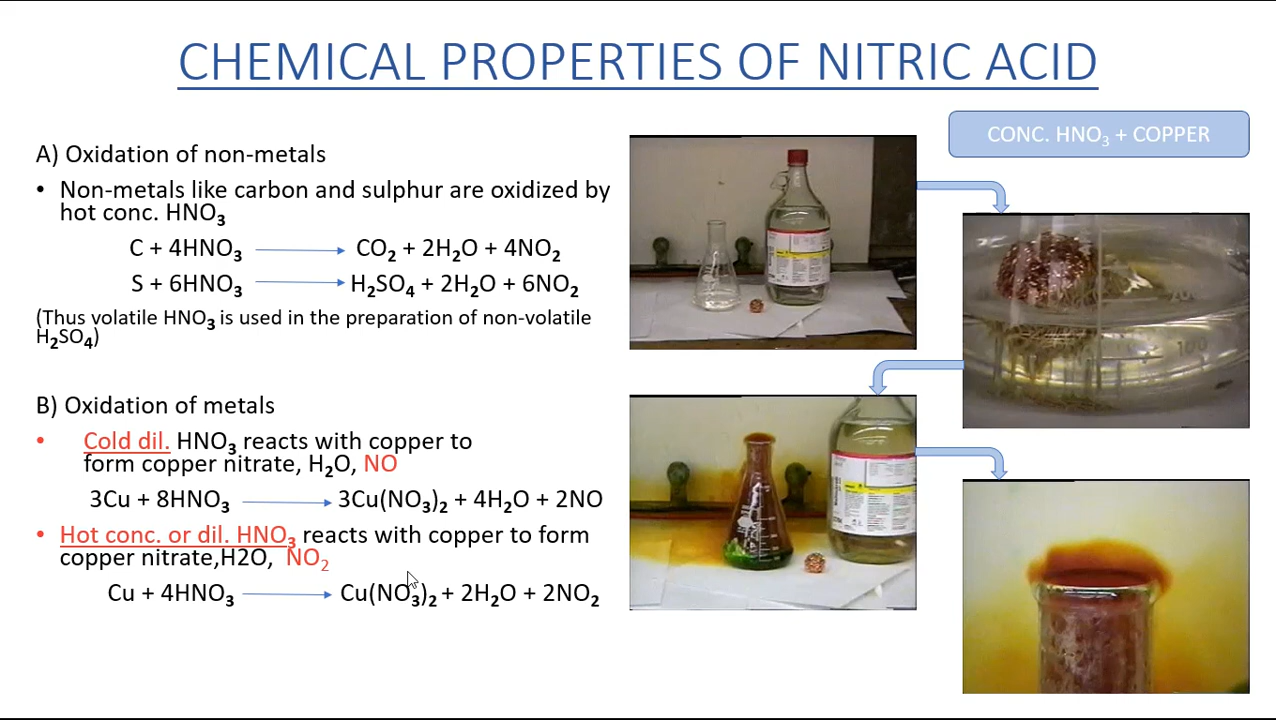 CHEMICAL PROPERTIES OF NITRIC ACID
CONC. HNO₃ + COPPER
A) Oxidation of non-metals
• Non-metals like carbon and sulphur are oxidized by
hot conc. HNO₃
C + 4HNO₃ → CO₂ + 2H₂O + 4NO₂
S + 6HNO₃ → H₂SO₄ + 2H₂O + 6NO₂
(Thus volatile HNO₃ is used in the preparation of non-volatile
H₂SO₄)
B) Oxidation of metals
• Cold dil. HNO₃ reacts with copper to
form copper nitrate, H₂O, NO
3Cu + 8HNO₃ → 3Cu(NO₃)₂ + 4H₂O + 2NO
• Hot conc. or dil. HNO₃ reacts with copper to form
copper nitrate,H2O, NO₂
Cu + 4HNO₃ → Cu(NO₃)₂ + 2H₂O + 2NO₂
100